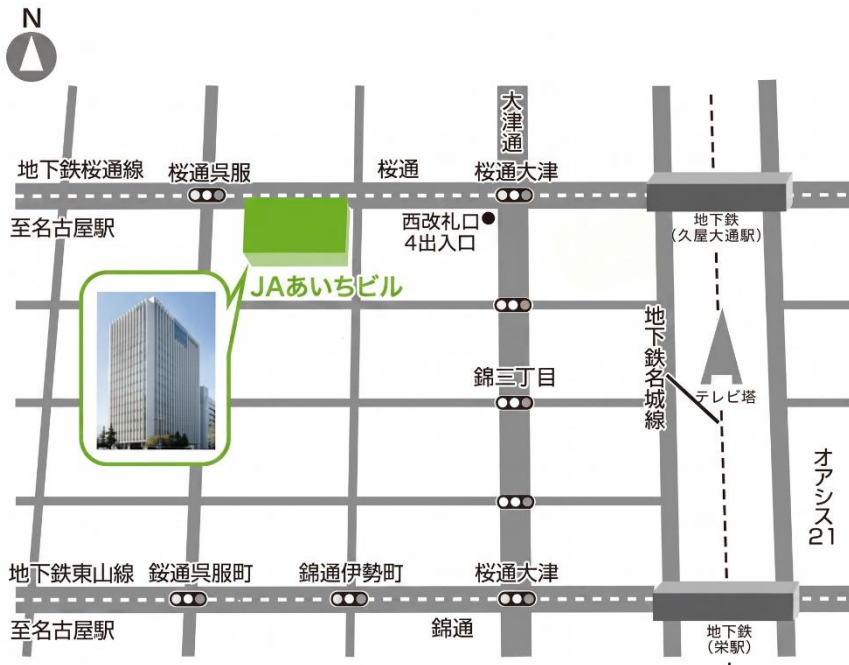 N
大津通
地下鉄桜通線
桜通呉服
桜通
桜通大津
至名古屋駅
西改札口
4出入口
地下鉄
(久屋大通駅)
JAあいちビル
地下鉄名城線
錦三丁目
テレビ塔
オアシス21
地下鉄東山線
鋑通呉服町
錦通伊勢町
桜通大津
至名古屋駅
錦通
地下鉄
(栄駅)